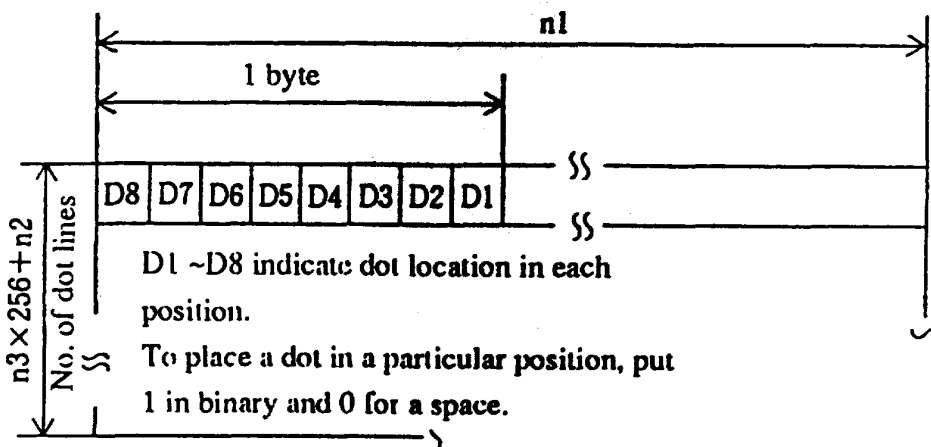 n1
1 byte
D8 D7 D6 D5 D4 D3 D2 D1
n3×256+n2
No. of dot lines
D1 ~D8 indicate dot location in each
position.
To place a dot in a particular position, put
1 in binary and 0 for a space.